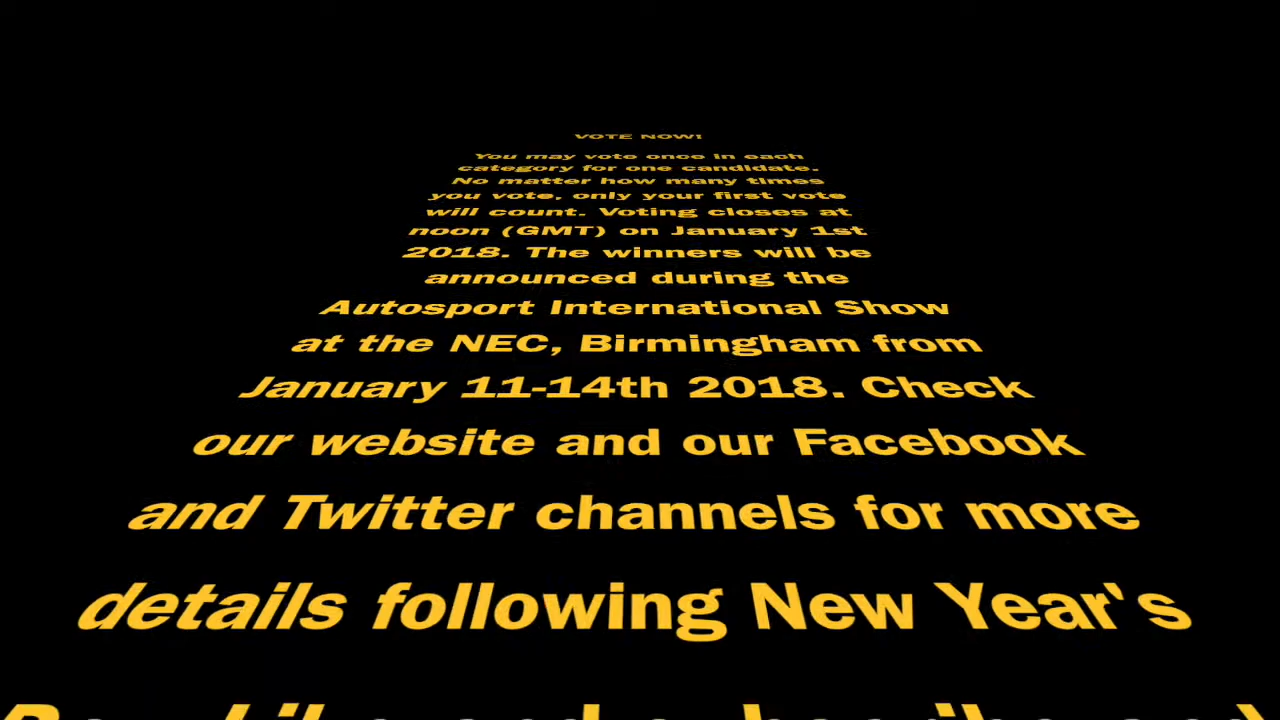 VOTE NOW!
You may vote once in each
category for one candidate.
No matter how many times
you vote, only your first vote
will count. Voting closes at
noon (GMT) on January 1st
2018. The winners will be
announced during the
Autosport International Show
at the NEC, Birmingham from
January 11-14th 2018. Check
our website and our Facebook
and Twitter channels for more
details following New Year's